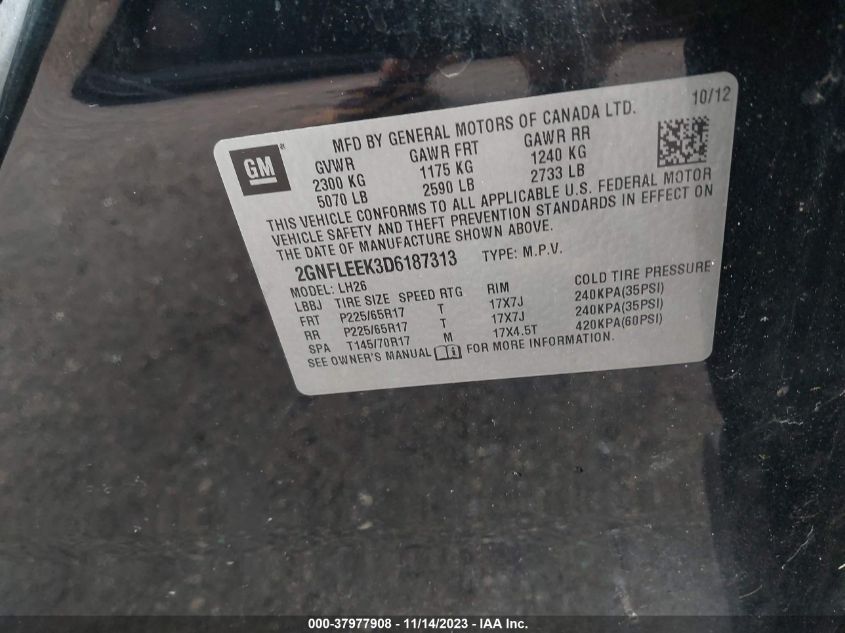 10/12
MFD BY GENERAL MOTORS OF CANADA LTD.
GM
GVWR GAWR FRT GAWR RR
2300 KG 1175 KG 1240 KG
5070 LB 2590 LB 2733 LB
THIS VEHICLE CONFORMS TO ALL APPLICABLE U.S. FEDERAL MOTOR
VEHICLE SAFETY AND THEFT PREVENTION STANDARDS IN EFFECT ON
THE DATE OF MANUFACTURE SHOWN ABOVE.
2GNFLEEK3D6187313 TYPE: M.P.V.
MODEL: LH26
LBBJ TIRE SIZE SPEED RTG RIM COLD TIRE PRESSURE
FRT P225/65R17 T 17X7J 240KPA(35PSI)
RR P225/65R17 T 17X7J 240KPA(35PSI)
SPA T145/70R17 M 17X4.5T 420KPA(60PSI)
SEE OWNER'S MANUAL FOR MORE INFORMATION.
000-37977908 - 11/14/2023 - IAA Inc.